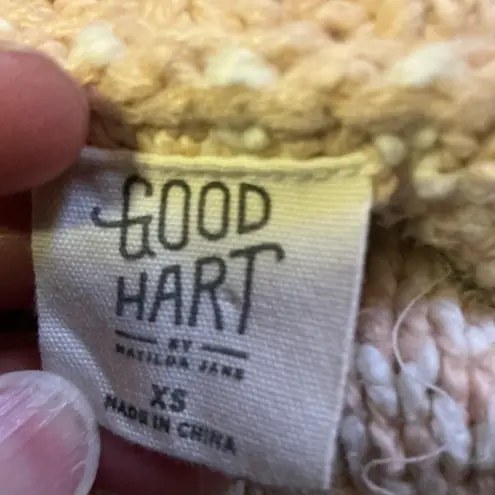 GOOD
HART
BY
MATILDA JANE
XS
MADE IN CHINA